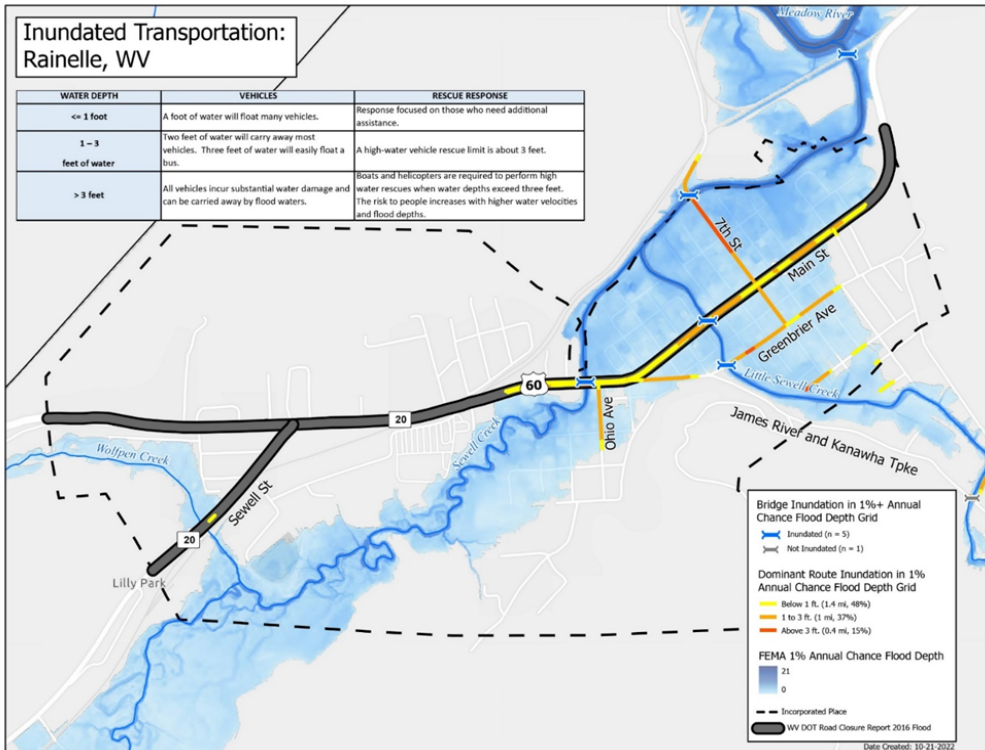 Inundated Transportation:
Rainelle, WV
WATER DEPTH VEHICLES RESCUE RESPONSE
<= 1 foot A foot of water will float many vehicles. Response focused on those who need additional
assistance.
1 – 3
feet of water
Two feet of water will carry away most
vehicles. Three feet of water will easily float a
bus.
A high-water vehicle rescue limit is about 3 feet.
> 3 feet
All vehicles incur substantial water damage and
can be carried away by flood waters.
Boats and helicopters are required to perform high
water rescues when water depths exceed three feet.
The risk to people increases with higher water velocities
and flood depths.
Meadow River
7th St
Main St
Greenbrier Ave
Little Sewell Creek
60
20
Ohio Ave
Sewell Creek
James River and Kanawha Tpke
Wolfpen Creek
Sewell St
20
Lilly Park
Bridge Inundation in 1%+ Annual
Chance Flood Depth Grid
Inundated (n = 5)
Not Inundated (n = 1)
Dominant Route Inundation in 1%
Annual Chance Flood Depth Grid
Below 1 ft. (1.4 mi, 48%)
1 to 3 ft. (1 mi, 37%)
Above 3 ft. (0.4 mi, 15%)
FEMA 1% Annual Chance Flood Depth
21
0
Incorporated Place
WV DOT Road Closure Report 2016 Flood
Date Created: 10-21-2022